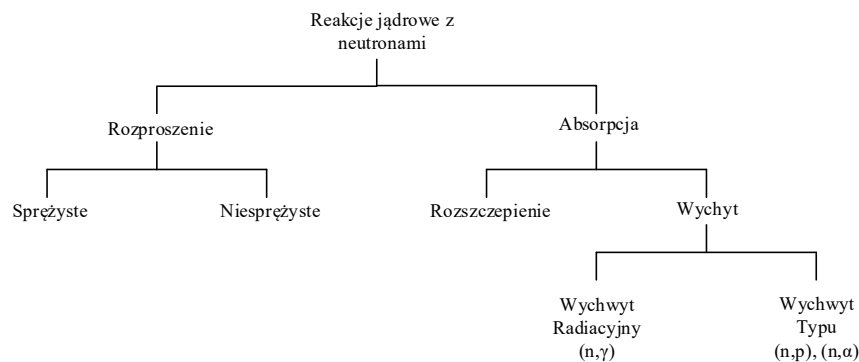 Reakcje jądrowe z
neutronami
Rozproszenie
Absorpcja
Sprężyste
Niesprężyste
Rozszczepienie
Wychyt
Wychwyt
Radiacyjny
(n,γ)
Wychwyt
Typu
(n,p), (n,α)